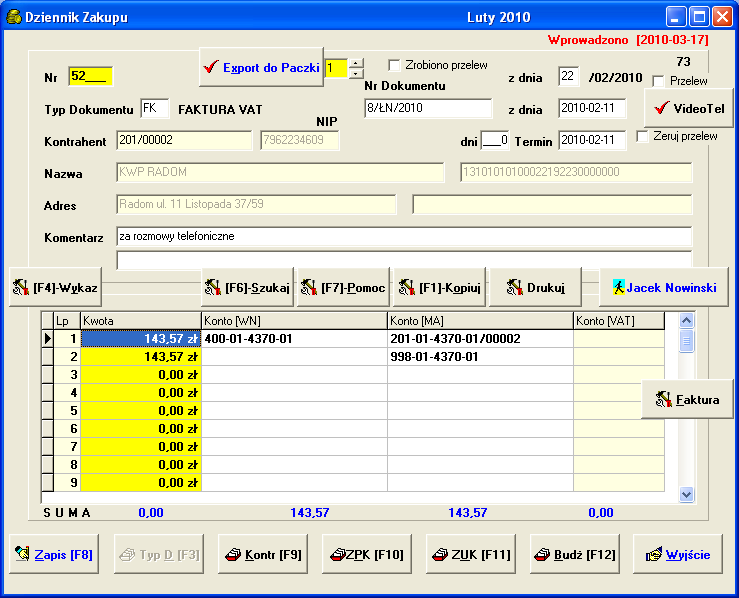 Dziennik Zakupu Luty 2010
Wprowadzono [2010-03-17]
Nr 52___ Export do Paczki 1 Zrobiono przelew z dnia 22 /02/2010 73
Nr Dokumentu Przelew
Typ Dokumentu FK FAKTURA VAT 8/ŁN/2010 z dnia 2010-02-11 VideoTel
NIP
Kontrahent 201/00002 7962234609 dni ___0 Termin 2010-02-11 Zeruj przelew
Nazwa KWP RADOM 13101010100022192230000000
Adres Radom ul. 11 Listopada 37/59
Komentarz za rozmowy telefoniczne
[F4]-Wykaz [F6]-Szukaj [F7]-Pomoc [F1]-Kopiuj Drukuj Jacek Nowinski
Lp Kwota Konto [WN] Konto [MA] Konto [VAT]
1 143,57 zł 400-01-4370-01 201-01-4370-01/00002
2 143,57 zł 998-01-4370-01
3 0,00 zł
4 0,00 zł
5 0,00 zł Faktura
6 0,00 zł
7 0,00 zł
8 0,00 zł
9 0,00 zł
S U M A 0,00 143,57 143,57 0,00
Zapis [F8] Typ D [F3] Kontr [F9] ZPK [F10] ZUK [F11] Budż [F12] Wyjście